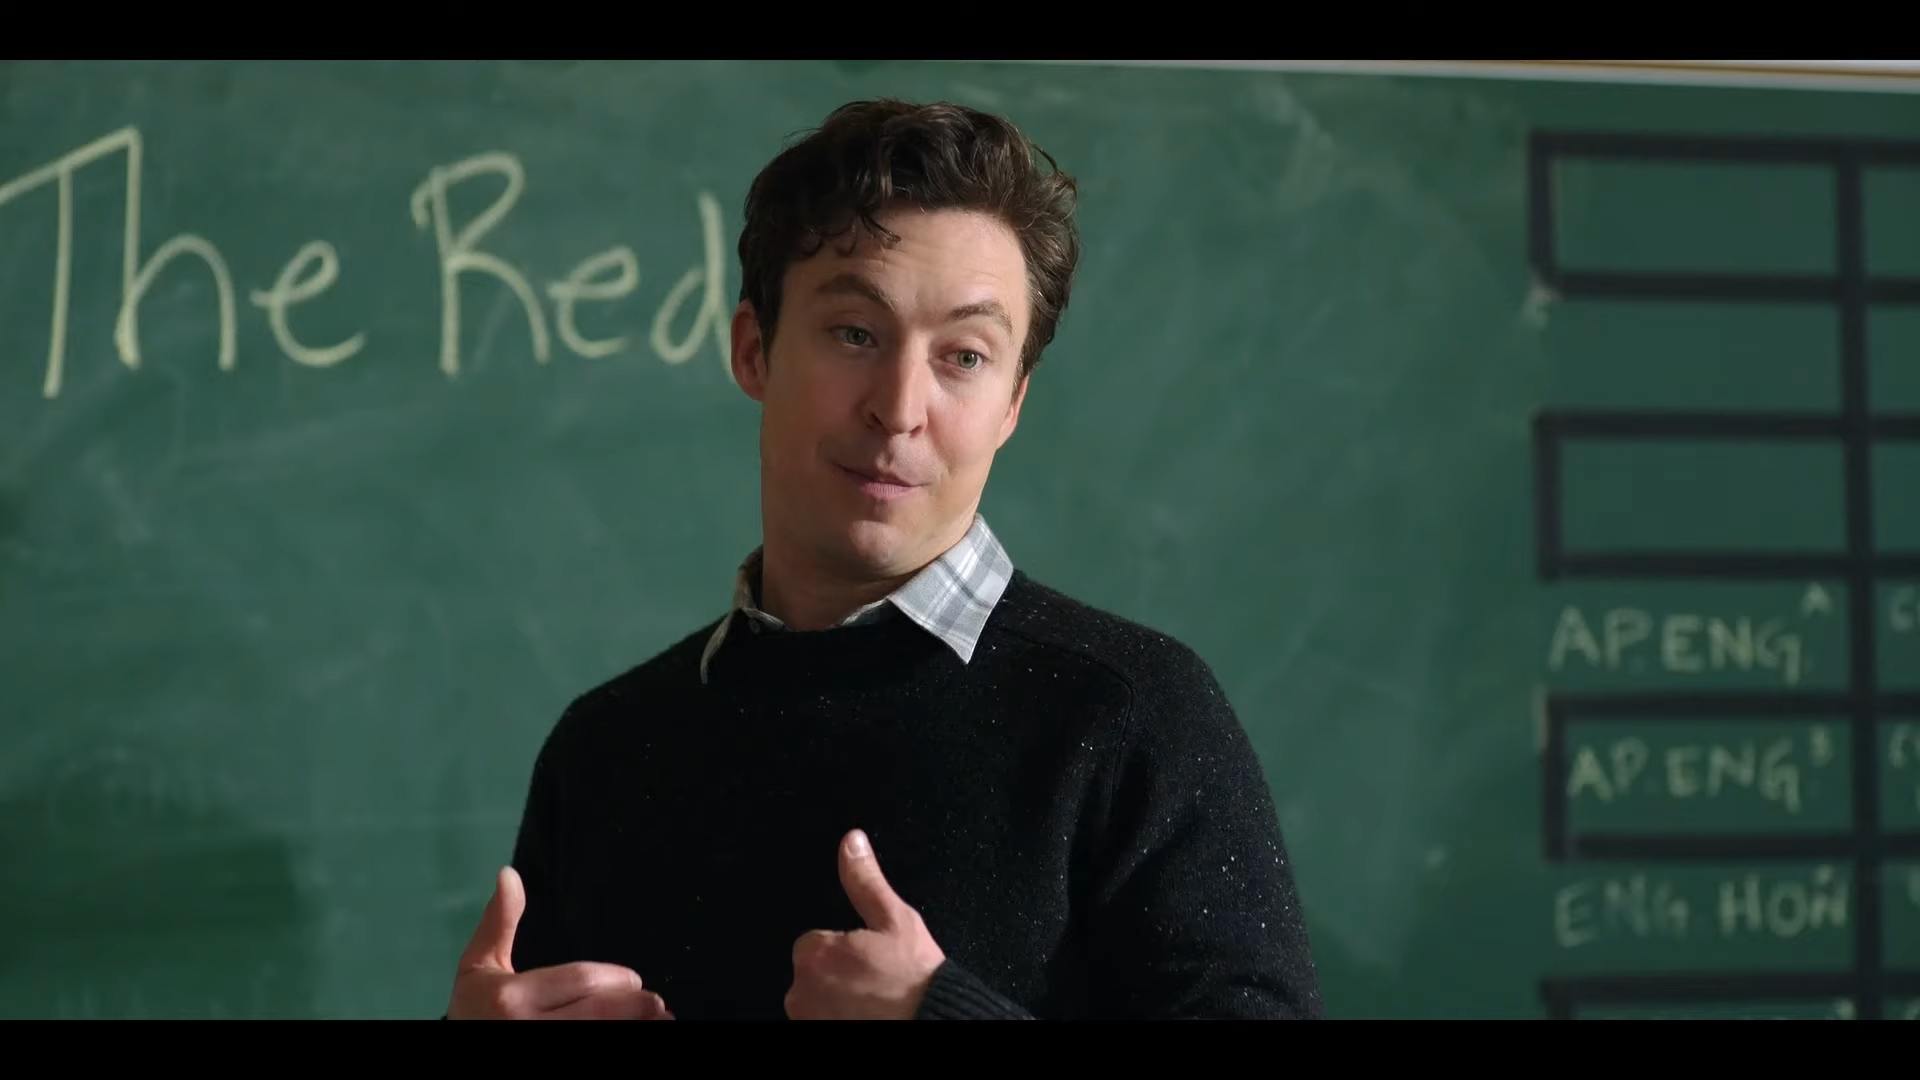 The Red
AP. ENG. A
AP. ENG. B
ENG HON